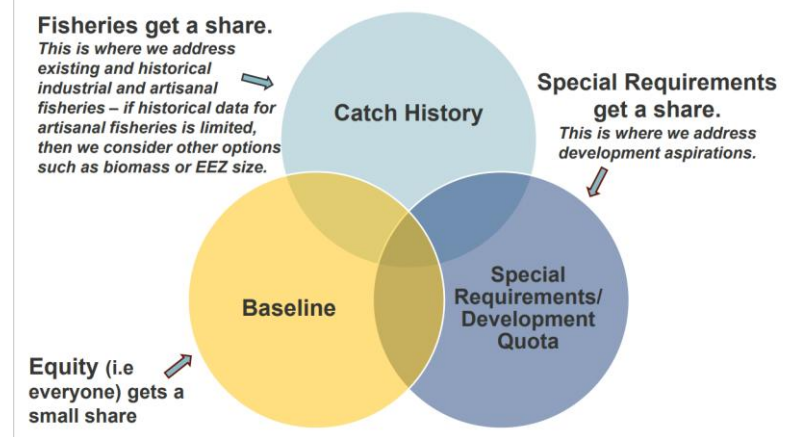 Fisheries get a share.
This is where we address
existing and historical
industrial and artisanal
fisheries – if historical data for
artisanal fisheries is limited,
then we consider other options
such as biomass or EEZ size.
Catch History
Special Requirements
get a share.
This is where we address
development aspirations.
Baseline
Special
Requirements/
Development
Quota
Equity (i.e
everyone) gets a
small share